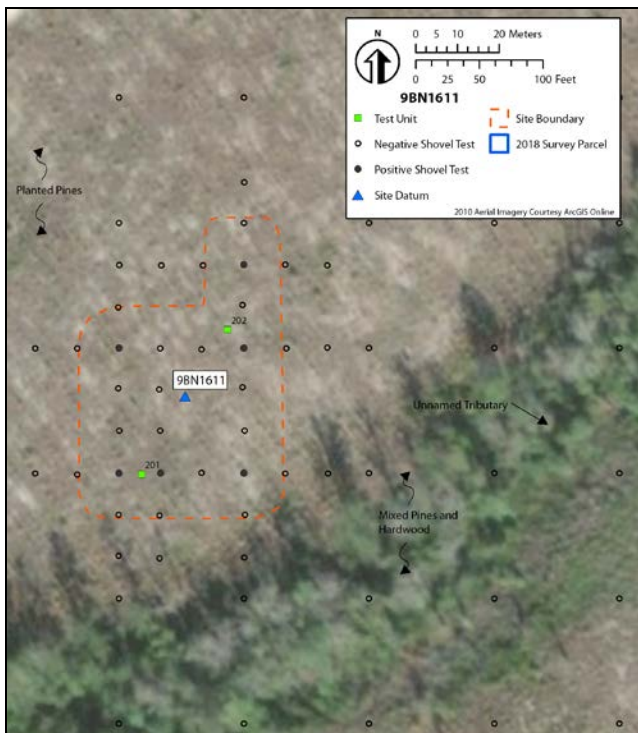 N
0 5 10 20 Meters
0 25 50 100 Feet
9BN1611
Test Unit
Site Boundary
Negative Shovel Test
2018 Survey Parcel
Positive Shovel Test
Site Datum
2010 Aerial Imagery Courtesy ArcGIS Online
Planted Pines
202
9BN1611
Unnamed Tributary
201
Mixed Pines and
Hardwood